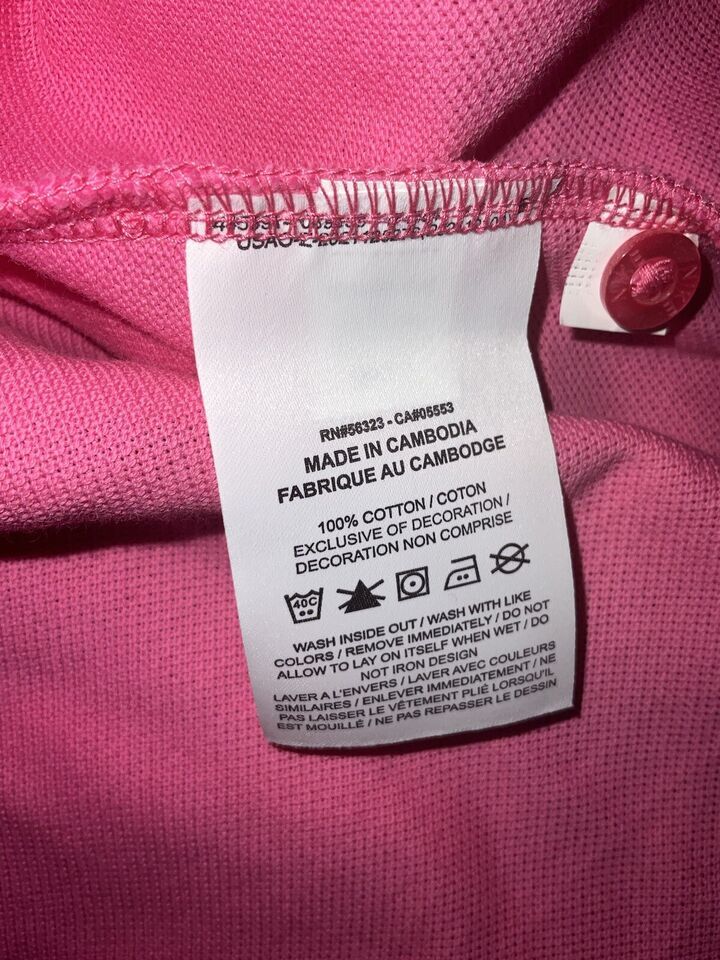 RN#56323 - CA#05553
MADE IN CAMBODIA
FABRIQUE AU CAMBODGE
100% COTTON / COTON
EXCLUSIVE OF DECORATION /
DECORATION NON COMPRISE
40C
WASH INSIDE OUT / WASH WITH LIKE
COLORS / REMOVE IMMEDIATELY / DO NOT
ALLOW TO LAY ON ITSELF WHEN WET / DO
NOT IRON DESIGN
LAVER A L'ENVERS / LAVER AVEC COULEURS
SIMILAIRES / ENLEVER IMMEDIATEMENT / NE
PAS LAISSER LE VÊTEMENT PLIÉ LORSQU'IL
EST MOUILLÉ / NE PAS REPASSER LE DESSIN